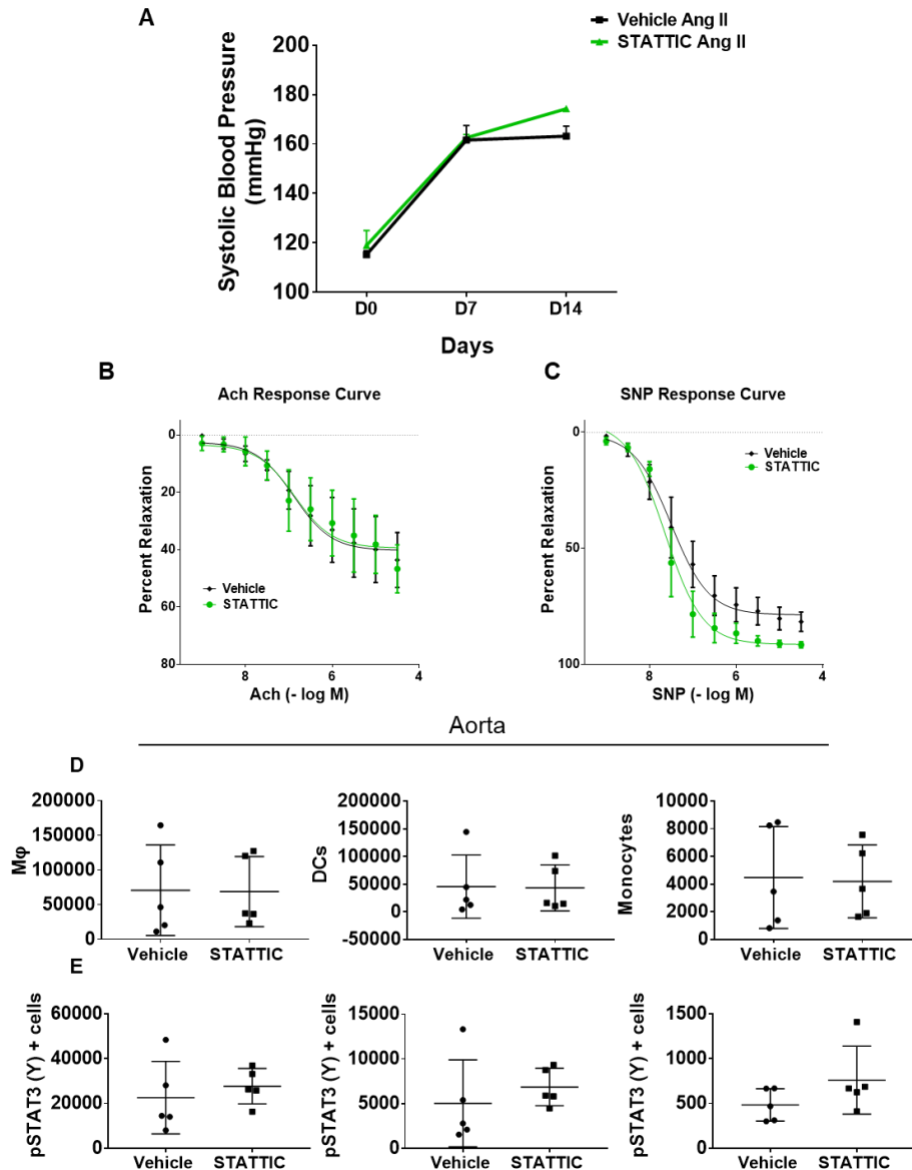 A
Vehicle Ang II
STATTIC Ang II
Systolic Blood Pressure
(mmHg)
200
180
160
140
120
100
D0 D7 D14
Days
B
Ach Response Curve
Percent Relaxation
0
20
40
60
80
Vehicle
STATTIC
8 6 4
Ach (- log M)
C
SNP Response Curve
Percent Relaxation
0
50
100
Vehicle
STATTIC
8 6 4
SNP (- log M)
Aorta
D
Mφ
200000
150000
100000
50000
0
Vehicle STATTIC
DCs
200000
150000
100000
50000
0
-50000
Vehicle STATTIC
Monocytes
10000
8000
6000
4000
2000
0
Vehicle STATTIC
E
pSTAT3 (Y) + cells
60000
40000
20000
0
Vehicle STATTIC
pSTAT3 (Y) + cells
15000
10000
5000
0
Vehicle STATTIC
pSTAT3 (Y) + cells
1500
1000
500
0
Vehicle STATTIC